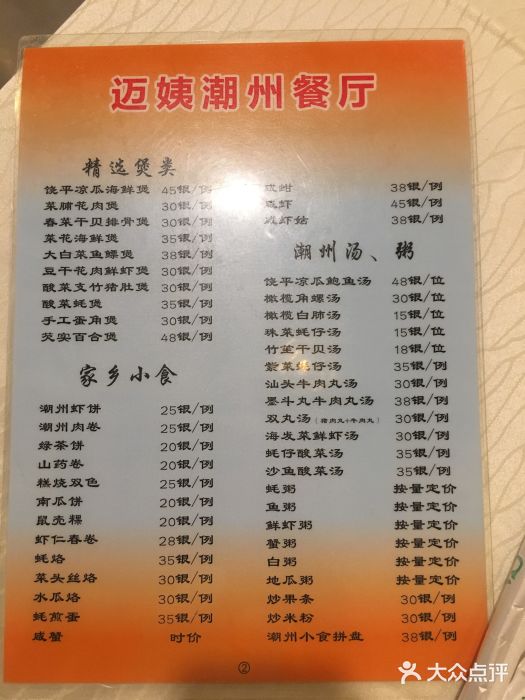 迈姨潮州餐厅
精选煲类
饶平凉瓜海鲜煲 45银/例
菜脯花肉煲 30银/例
春菜干贝排骨煲 30银/例
菜花海鲜煲 35银/例
大白菜鱼鳔煲 38银/例
豆干花肉鲜虾煲 30银/例
酸菜支竹猪肚煲 30银/例
酸菜蚝煲 35银/例
手工蛋角煲 30银/例
芡实百合煲 48银/例
家乡小食
潮州虾饼 25银/例
潮州肉卷 25银/例
绿茶饼 20银/例
山药卷 20银/例
糕烧双色 25银/例
南瓜饼 20银/例
鼠壳粿 20银/例
虾仁春卷 28银/例
蚝烙 35银/例
菜头丝烙 30银/例
水瓜烙 30银/例
蚝煎蛋 35银/例
咸蟹 时价
咸蚶 38银/例
咸虾 45银/例
咸虾姑 38银/例
潮州汤、粥
饶平凉瓜鲍鱼汤 48银/位
橄榄角螺汤 30银/位
橄榄白肺汤 15银/位
珠菜蚝仔汤 15银/位
竹笙干贝汤 18银/位
紫菜蚝仔汤 35银/例
汕头牛肉丸汤 30银/例
墨斗丸牛肉丸汤 38银/例
双丸汤（猪肉丸+牛肉丸） 30银/例
海发菜鲜虾汤 30银/例
蚝仔酸菜汤 35银/例
沙鱼酸菜汤 35银/例
蚝粥 按量定价
鱼粥 按量定价
鲜虾粥 按量定价
蟹粥 按量定价
白粥 按量定价
地瓜粥 按量定价
炒果条 30银/例
炒米粉 30银/例
潮州小食拼盘 38银/例
②
大众点评